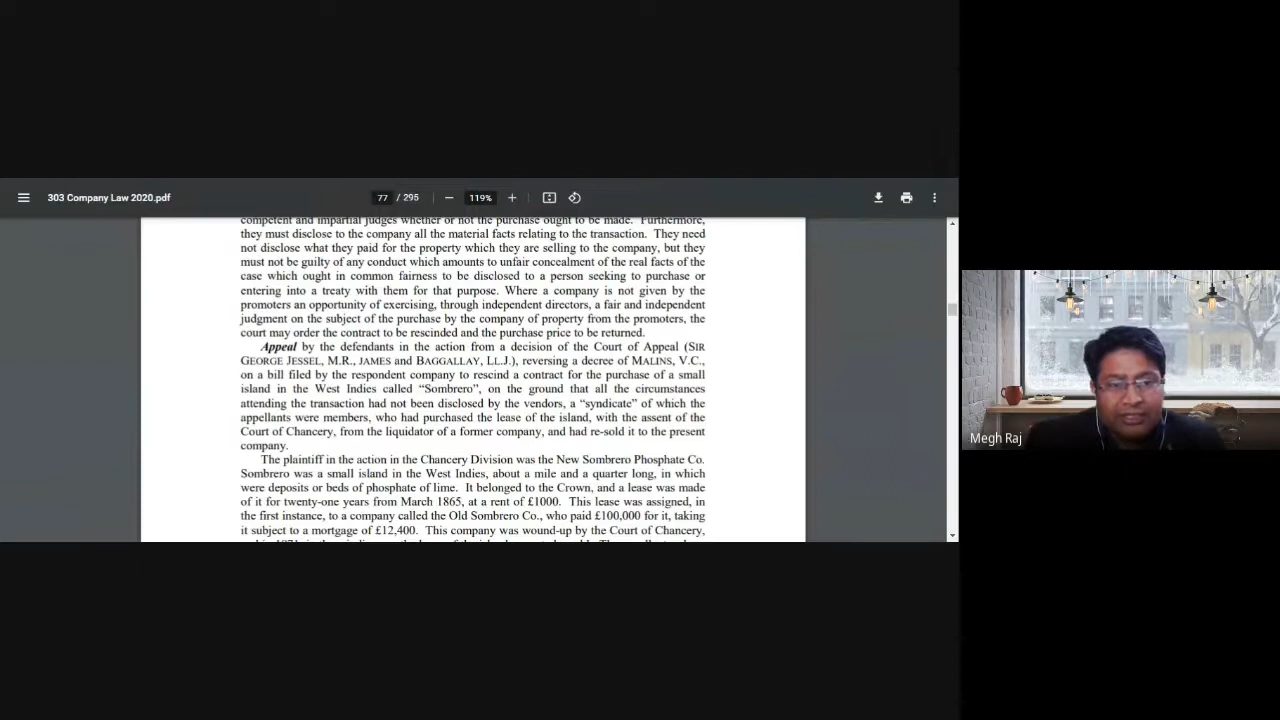 303 Company Law 2020.pdf
77 / 295
119%
competent and impartial judges whether or not the purchase ought to be made. Furthermore,
they must disclose to the company all the material facts relating to the transaction. They need
not disclose what they paid for the property which they are selling to the company, but they
must not be guilty of any conduct which amounts to unfair concealment of the real facts of the
case which ought in common fairness to be disclosed to a person seeking to purchase or
entering into a treaty with them for that purpose. Where a company is not given by the
promoters an opportunity of exercising, through independent directors, a fair and independent
judgment on the subject of the purchase by the company of property from the promoters, the
court may order the contract to be rescinded and the purchase price to be returned.
Appeal by the defendants in the action from a decision of the Court of Appeal (SIR
GEORGE JESSEL, M.R., JAMES and BAGGALLAY, LL.J.), reversing a decree of MALINS, V.C.,
on a bill filed by the respondent company to rescind a contract for the purchase of a small
island in the West Indies called “Sombrero”, on the ground that all the circumstances
attending the transaction had not been disclosed by the vendors, a “syndicate” of which the
appellants were members, who had purchased the lease of the island, with the assent of the
Court of Chancery, from the liquidator of a former company, and had re-sold it to the present
company.
The plaintiff in the action in the Chancery Division was the New Sombrero Phosphate Co.
Sombrero was a small island in the West Indies, about a mile and a quarter long, in which
were deposits or beds of phosphate of lime. It belonged to the Crown, and a lease was made
of it for twenty-one years from March 1865, at a rent of £1000. This lease was assigned, in
the first instance, to a company called the Old Sombrero Co., who paid £100,000 for it, taking
it subject to a mortgage of £12,400. This company was wound-up by the Court of Chancery,
Megh Raj